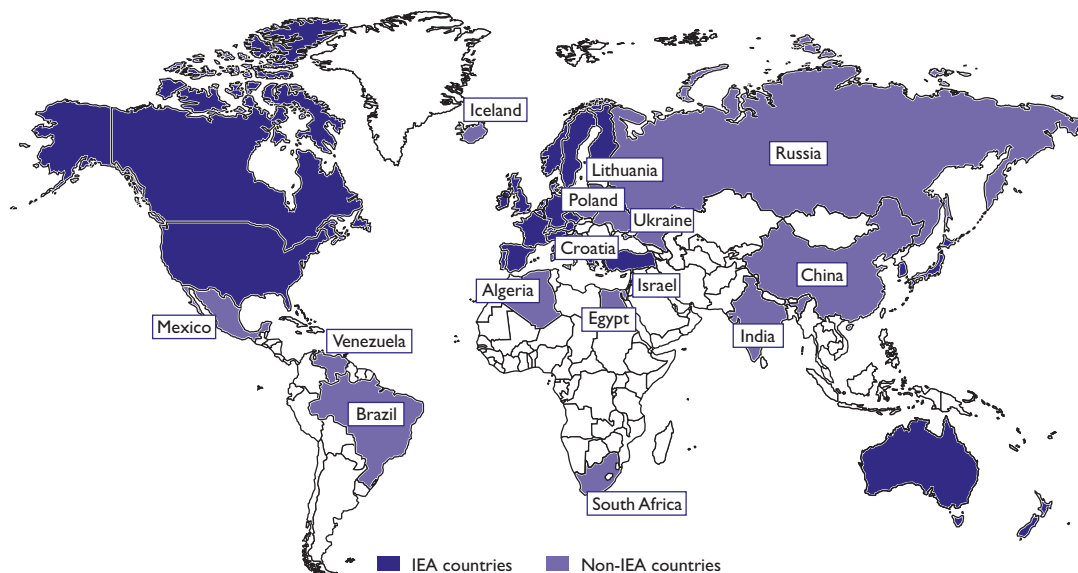 Iceland
Russia
Lithuania
Poland
Ukraine
Croatia
China
Algeria
Israel
Mexico
Egypt
India
Venezuela
Brazil
South Africa
IEA countries
Non-IEA countries